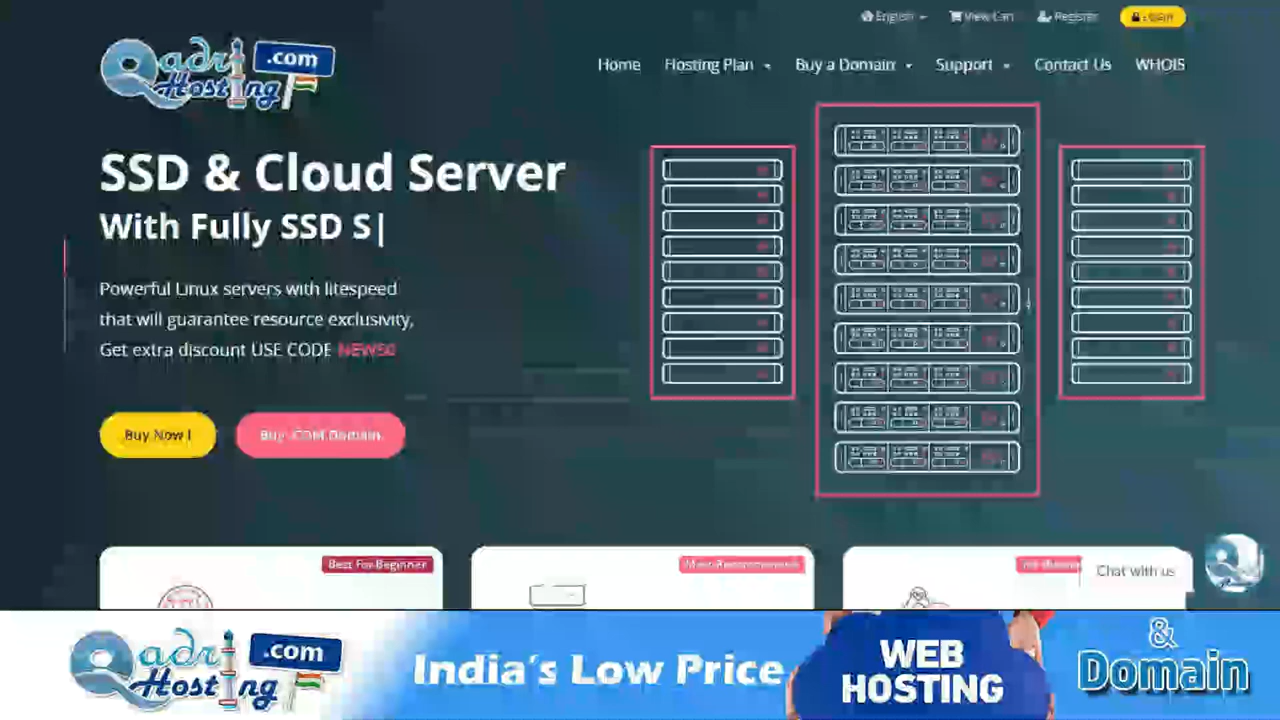 English
View Cart
Register
Login
Qadri Hosting .com
Home
Hosting Plan
Buy a Domain
Support
Contact Us
WHOIS
SSD & Cloud Server
With Fully SSD S|
Powerful Linux servers with litespeed
that will guarantee resource exclusivity,
Get extra discount USE CODE NEW50
Buy Now !
Buy .COM Domain
Best For Beginner
Chat with us
Qadri Hosting .com
India's Low Price
WEB
HOSTING
&
Domain